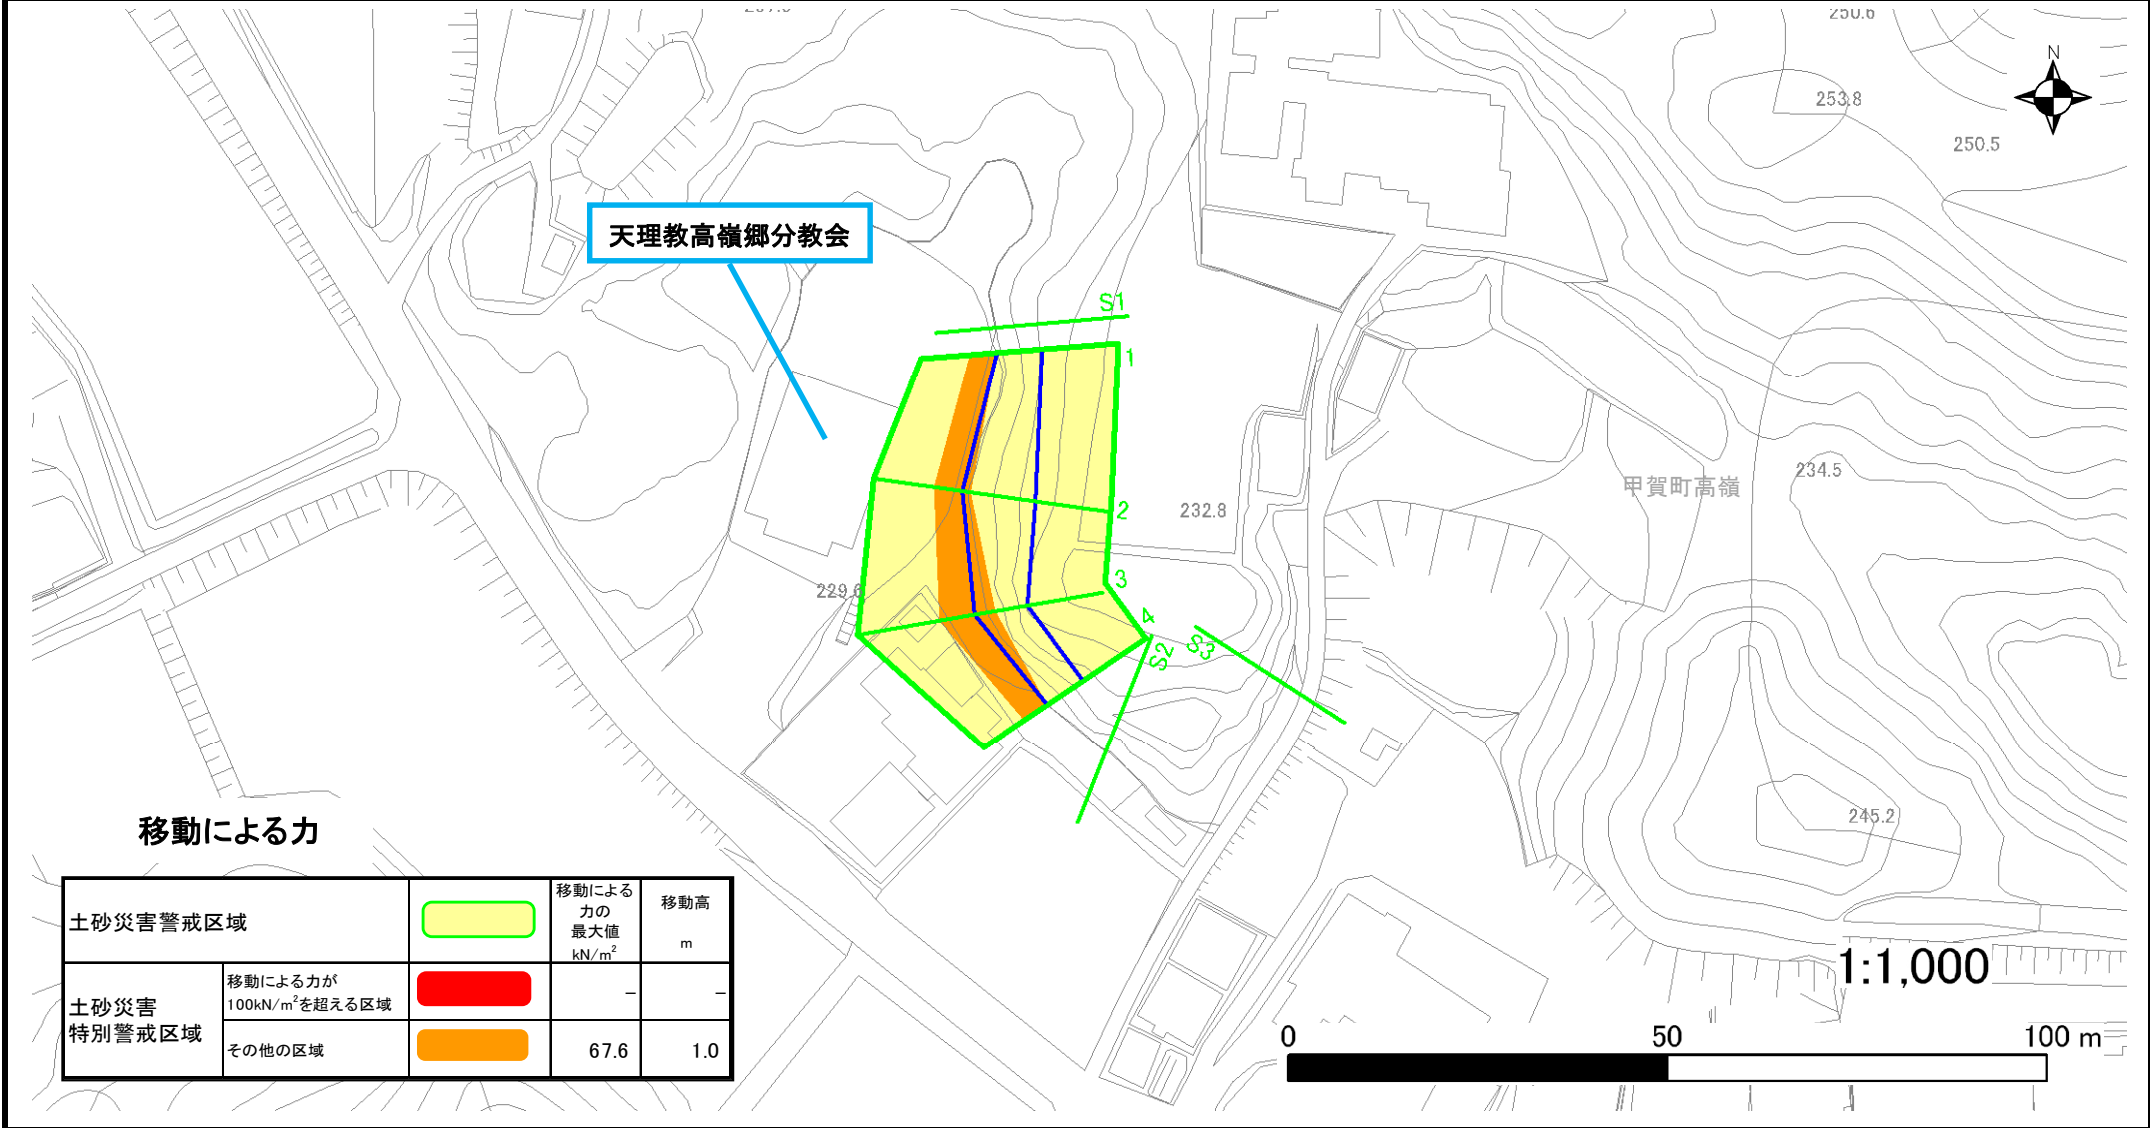 250.6
N
253.8
250.5
天理教高嶺郷分教会
S1
1
234.5
甲賀町高嶺
2
232.8
3
229.6
4
S2
S3
245.2
移動による力
土砂災害警戒区域
移動による
力の
最大値
kN/m²
移動高
m
土砂災害
特別警戒区域
移動による力が
100kN/m²を超える区域
－
－
その他の区域
67.6
1.0
1:1,000
0
50
100 m